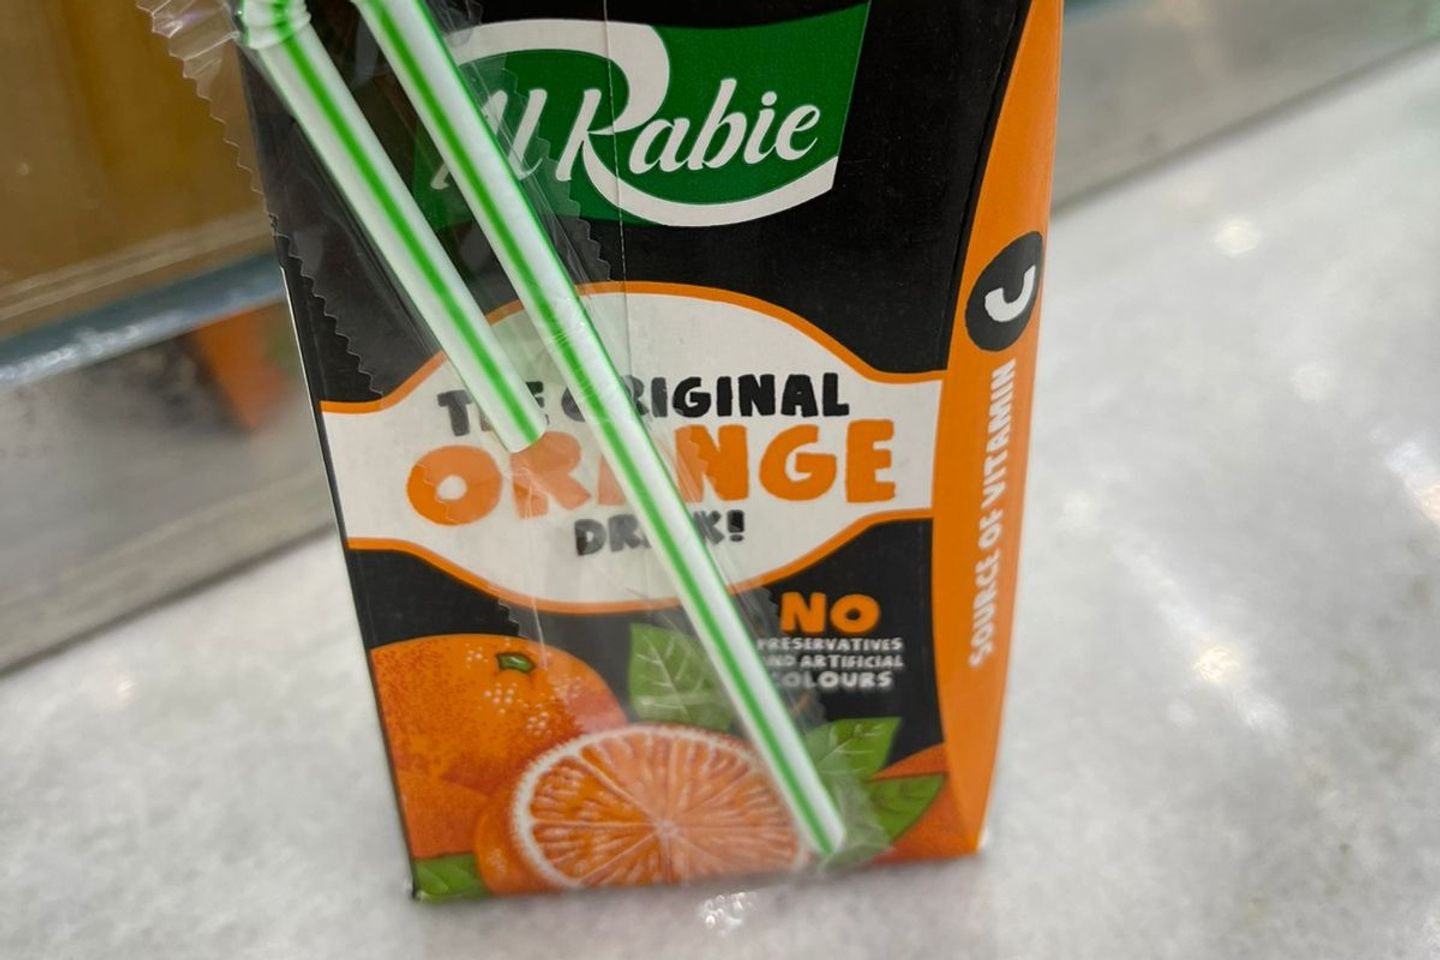 Al Rabie
THE ORIGINAL
ORANGE
DRINK!
NO
PRESERVATIVES
AND ARTIFICIAL
COLOURS
SOURCE OF VITAMIN C